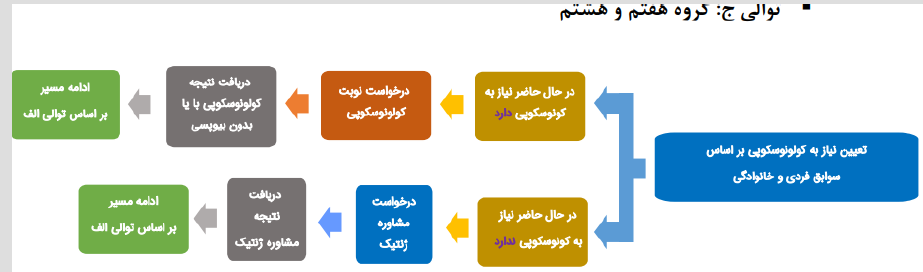 ▪ توالی ج: گروه هفتم و هشتم
تعیین نیاز به کولونوسکوپی بر اساس
سوابق فردی و خانوادگی
در حال حاضر نیاز به
کونوسکوپی دارد
درخواست نوبت
کولونوسکوپی
دریافت نتیجه
کولونوسکوپی با یا
بدون بیوپسی
ادامه مسیر
بر اساس توالی الف
در حال حاضر نیاز
به کونوسکوپی ندارد
درخواست
مشاوره
ژنتیک
دریافت
نتیجه
مشاوره ژنتیک
ادامه مسیر
بر اساس توالی الف